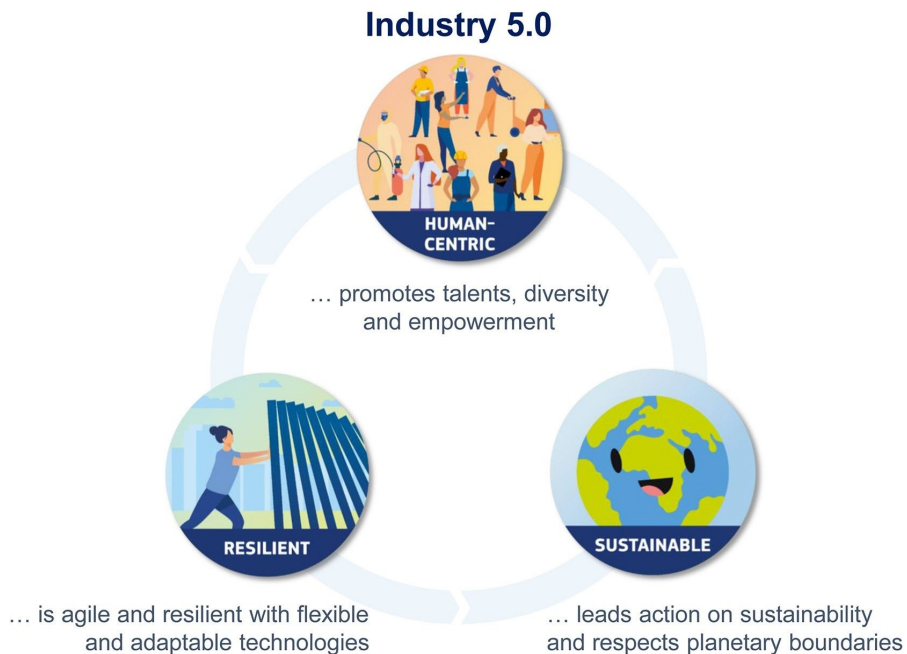 Industry 5.0
HUMAN-
CENTRIC
… promotes talents, diversity
and empowerment
RESILIENT
… is agile and resilient with flexible
and adaptable technologies
SUSTAINABLE
… leads action on sustainability
and respects planetary boundaries